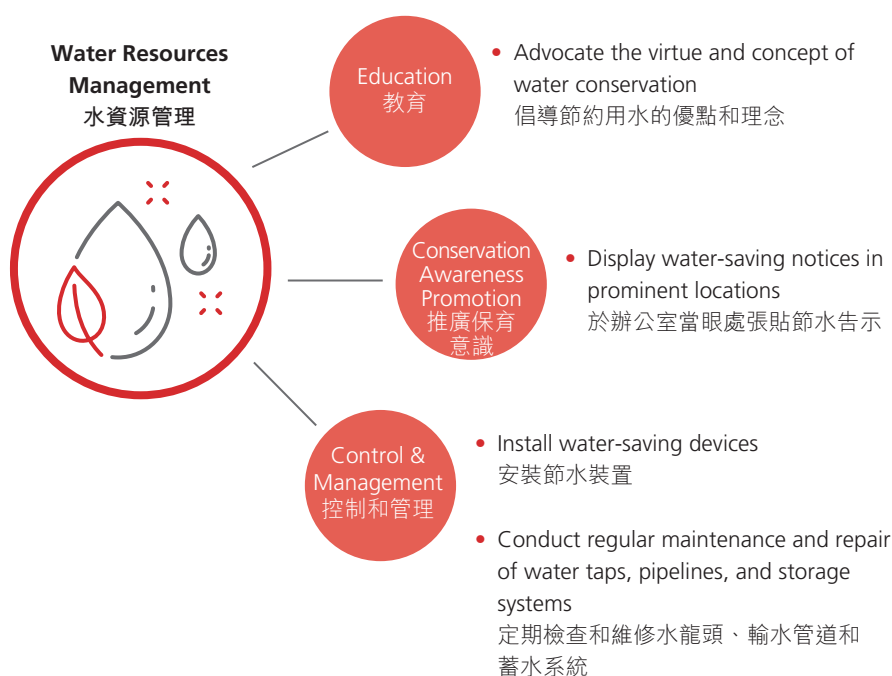 Water Resources
Management
水資源管理
Education
教育
• Advocate the virtue and concept of
water conservation
倡導節約用水的優點和理念
Conservation
Awareness
Promotion
推廣保育
意識
• Display water-saving notices in
prominent locations
於辦公室當眼處張貼節水告示
Control &
Management
控制和管理
• Install water-saving devices
安裝節水裝置
• Conduct regular maintenance and repair
of water taps, pipelines, and storage
systems
定期檢查和維修水龍頭、輸水管道和
蓄水系統